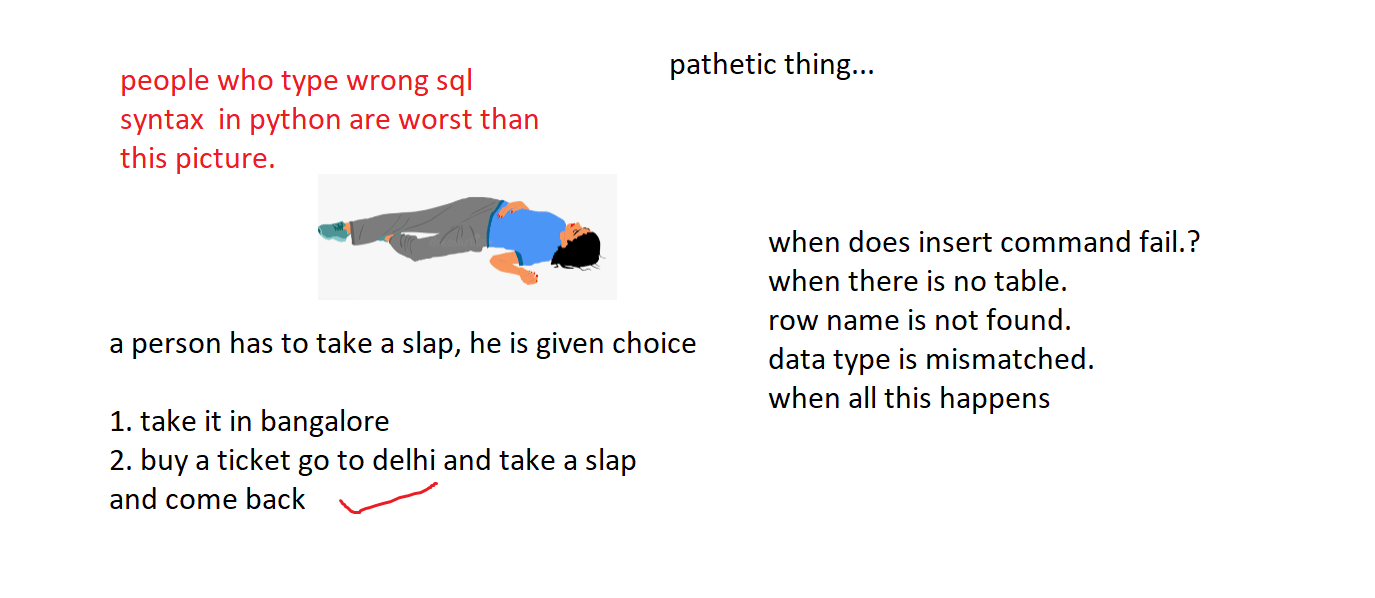 people who type wrong sql
syntax  in python are worst than
this picture.
pathetic thing...
a person has to take a slap, he is given choice
1. take it in bangalore
2. buy a ticket go to delhi and take a slap
and come back
when does insert command fail.?
when there is no table.
row name is not found.
data type is mismatched.
when all this happens